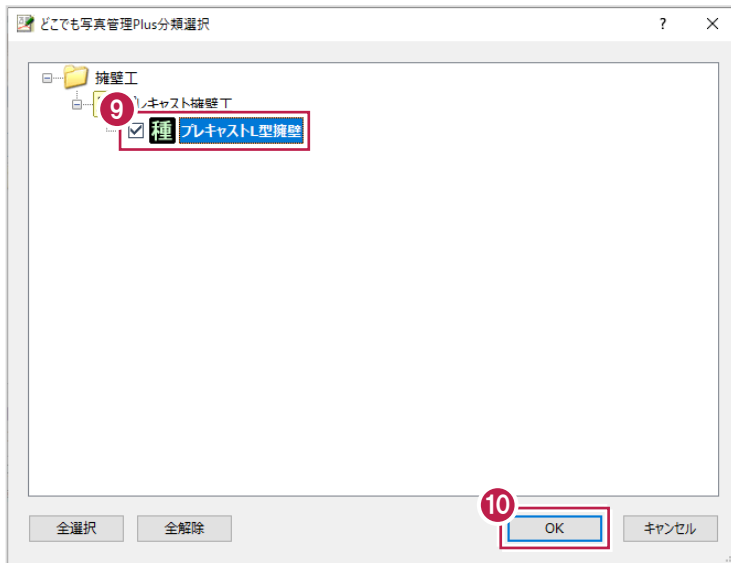 どこでも写真管理Plus分類選択
?
擁壁工
レキャスト擁壁工
9
種 プレキャストL型擁壁
10
全選択
全解除
OK
キャンセル